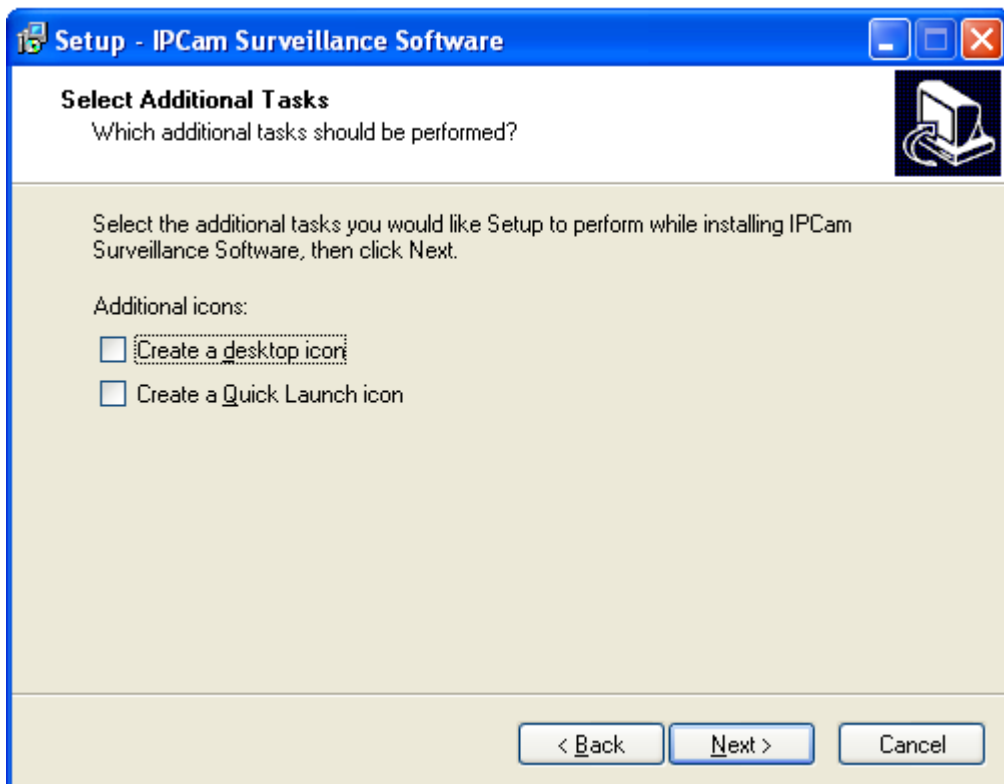 Setup - IPCam Surveillance Software
Select Additional Tasks
Which additional tasks should be performed?
Select the additional tasks you would like Setup to perform while installing IPCam
Surveillance Software, then click Next.
Additional icons:
Create a desktop icon
Create a Quick Launch icon
< Back
Next >
Cancel